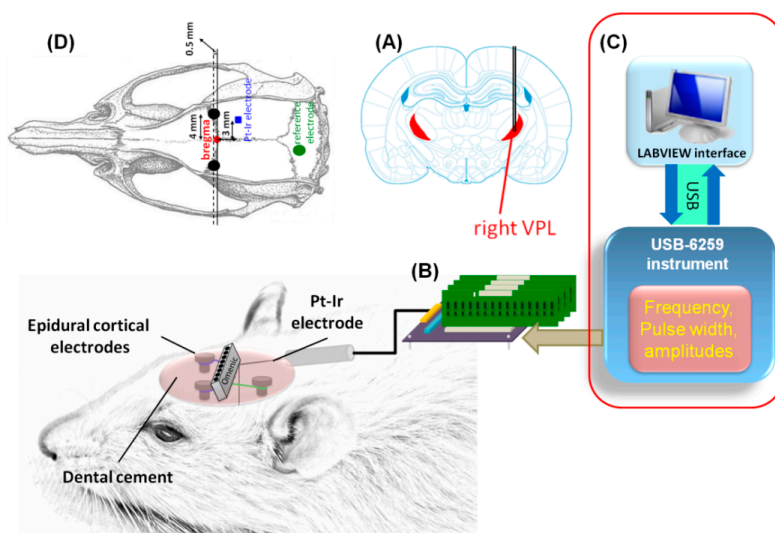 (D)
0.5 mm
4 mm
bregma
3 mm
Pt-Ir electrode
reference
electrode
(A)
right VPL
(C)
LABVIEW interface
USB
USB-6259
instrument
Frequency,
Pulse width,
amplitudes
(B)
Epidural cortical
electrodes
Pt-Ir
electrode
Omenic
Dental cement